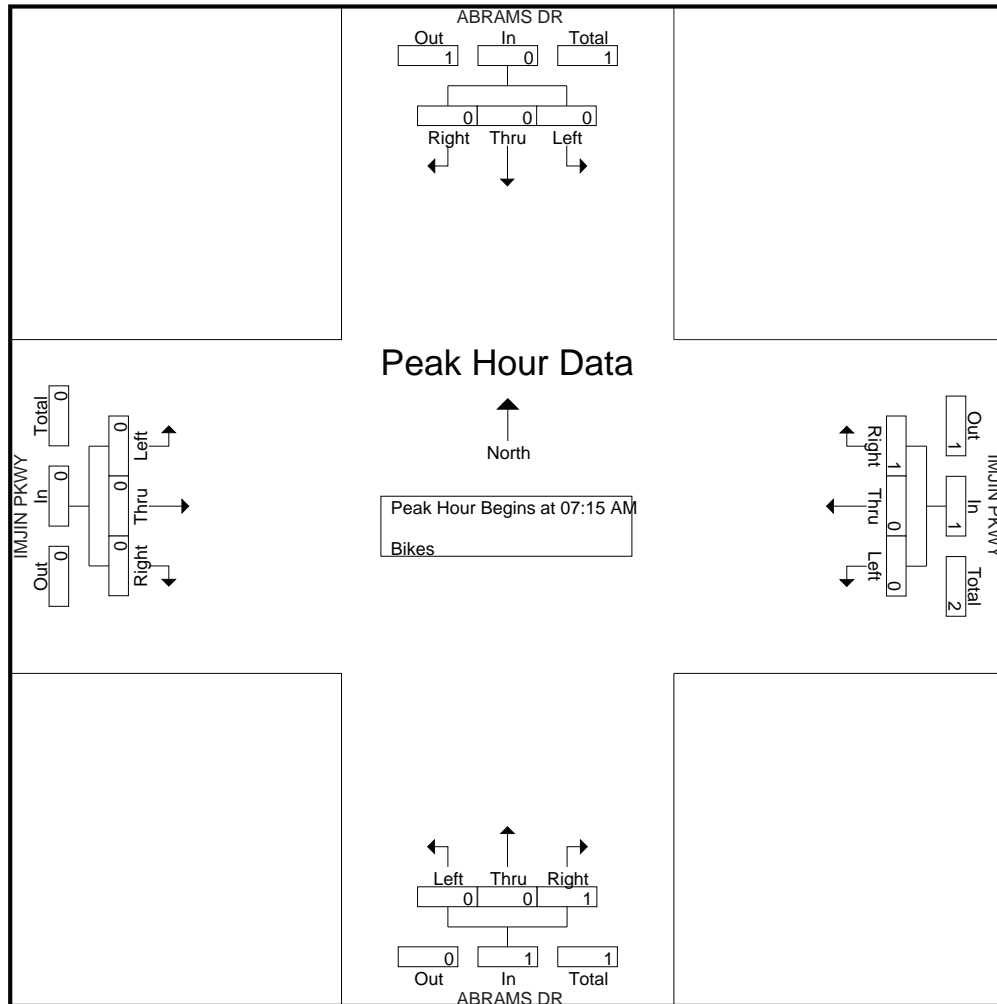 ABRAMS DR
Out In Total
1 0 1
0 0 0
Right Thru Left
Peak Hour Data
North
Peak Hour Begins at 07:15 AM
Bikes
IMJIN PKWY
Out In Total
0 0 0
Left Thru Right
0 0 0
IMJIN PKWY
Out In Total
1 1 2
Right Thru Left
1 0 0
Left Thru Right
0 0 1
0 1 1
Out In Total
ABRAMS DR